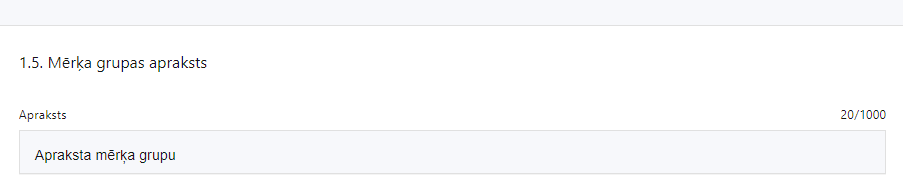 1.5. Mērķa grupas apraksts
Apraksts 20/1000
Apraksta mērķa grupu